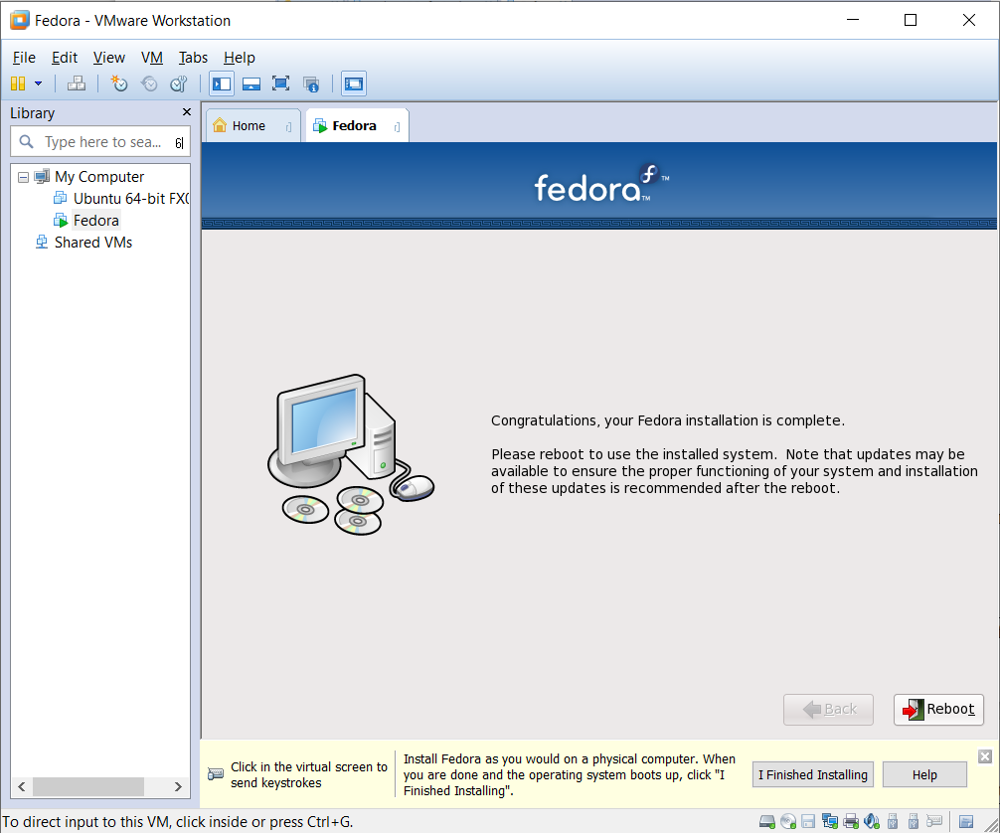 Fedora - VMware Workstation
File Edit View VM Tabs Help
Library
Type here to sea...
My Computer
Ubuntu 64-bit FX
Fedora
Shared VMs
Home
Fedora
fedora™
™
Congratulations, your Fedora installation is complete.
Please reboot to use the installed system. Note that updates may be
available to ensure the proper functioning of your system and installation
of these updates is recommended after the reboot.
Back
Reboot
Click in the virtual screen to
send keystrokes
Install Fedora as you would on a physical computer. When
you are done and the operating system boots up, click "I
Finished Installing".
I Finished Installing
Help
To direct input to this VM, click inside or press Ctrl+G.